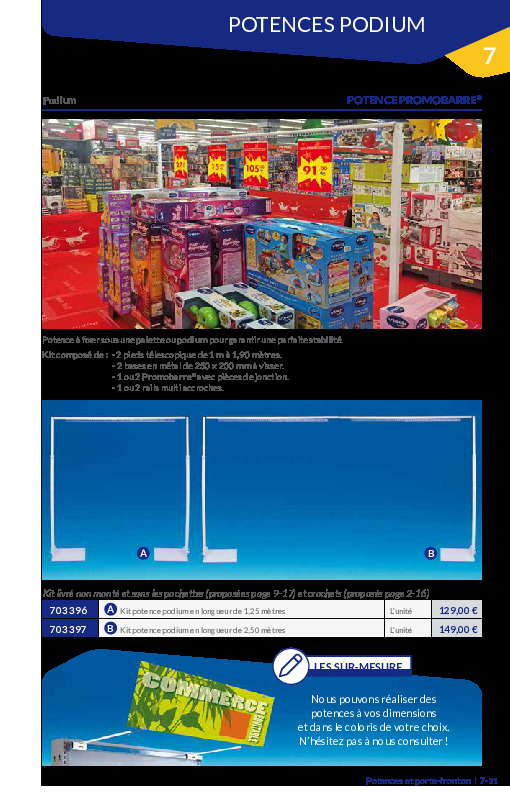 POTENCES PODIUM
7
Podium
POTENCE PROMOBARRE®
105
91
Potence à fixer sous une palette ou podium pour garantir une parfaite stabilité.
Kit composé de : - 2 pieds télescopique de 1 m à 1,90 mètres.
- 2 bases en métal de 250 x 200 mm à visser.
- 1 ou 2 Promobarre® avec pièces de jonction.
- 1 ou 2 rails multi accroches.
A
B
Kit livré non monté et sans les pochettes (proposées page 9-17) et crochets (proposés page 2-16)
703396 A Kit potence podium en longueur de 1,25 mètres L'unité 129,00 €
703397 B Kit potence podium en longueur de 2,50 mètres L'unité 149,00 €
LES SUR-MESURE
COMMERCE
Nous pouvons réaliser des
potences à vos dimensions
et dans le coloris de votre choix.
N'hésitez pas à nous consulter !
Potences et porte-fronton | 7-21